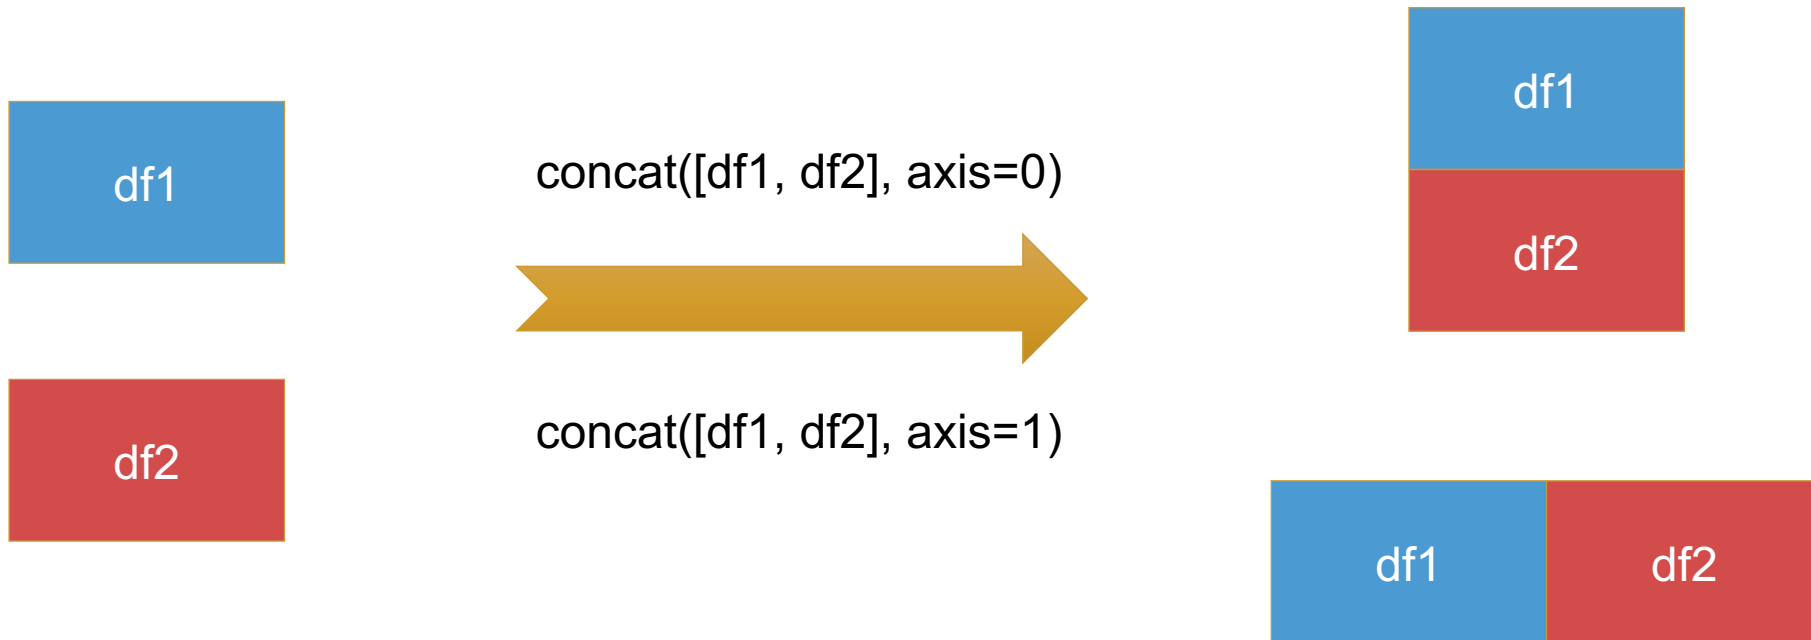 df1
df2
concat([df1, df2], axis=0)
concat([df1, df2], axis=1)
df1
df2
df1 df2